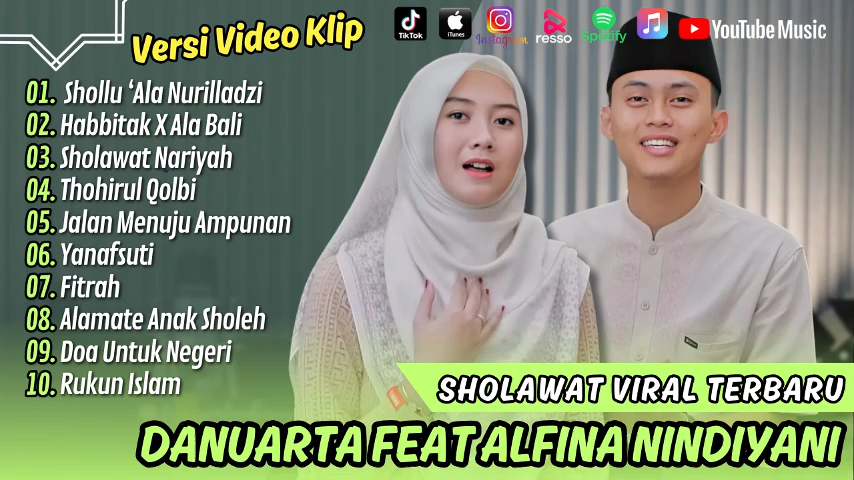 Versi Video Klip
TikTok
iTunes
Instagram
resso
Spotify
YouTube Music
01. Shollu ‘Ala Nurilladzi
02. Habbitak X Ala Bali
03. Sholawat Nariyah
04. Thohirul Qolbi
05. Jalan Menuju Ampunan
06. Yanafsuti
07. Fitrah
08. Alamate Anak Sholeh
09. Doa Untuk Negeri
10. Rukun Islam
SHOLAWAT VIRAL TERBARU
DANUARTA FEAT ALFINA NINDIYANI